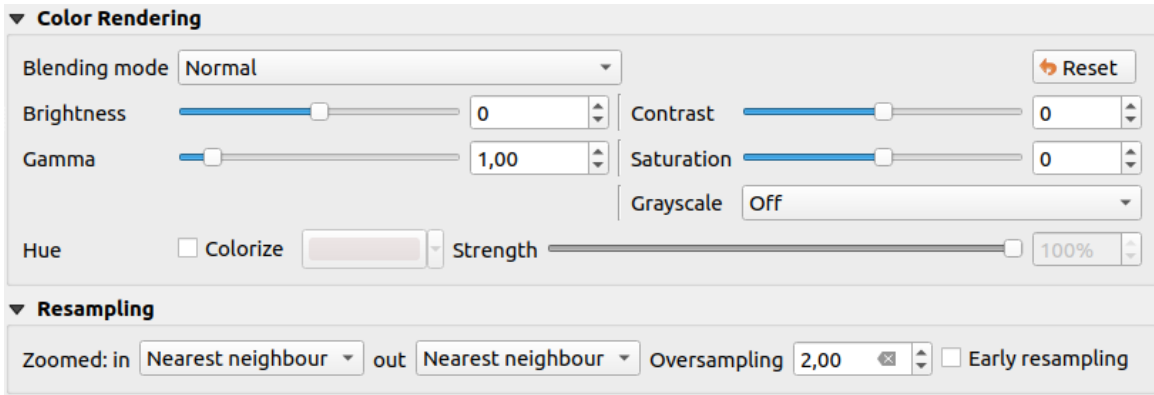 Color Rendering
Blending mode Normal Reset
Brightness 0 Contrast 0
Gamma 1,00 Saturation 0
Grayscale Off
Hue Colorize Strength 100%
Resampling
Zoomed: in Nearest neighbour out Nearest neighbour Oversampling 2,00 Early resampling